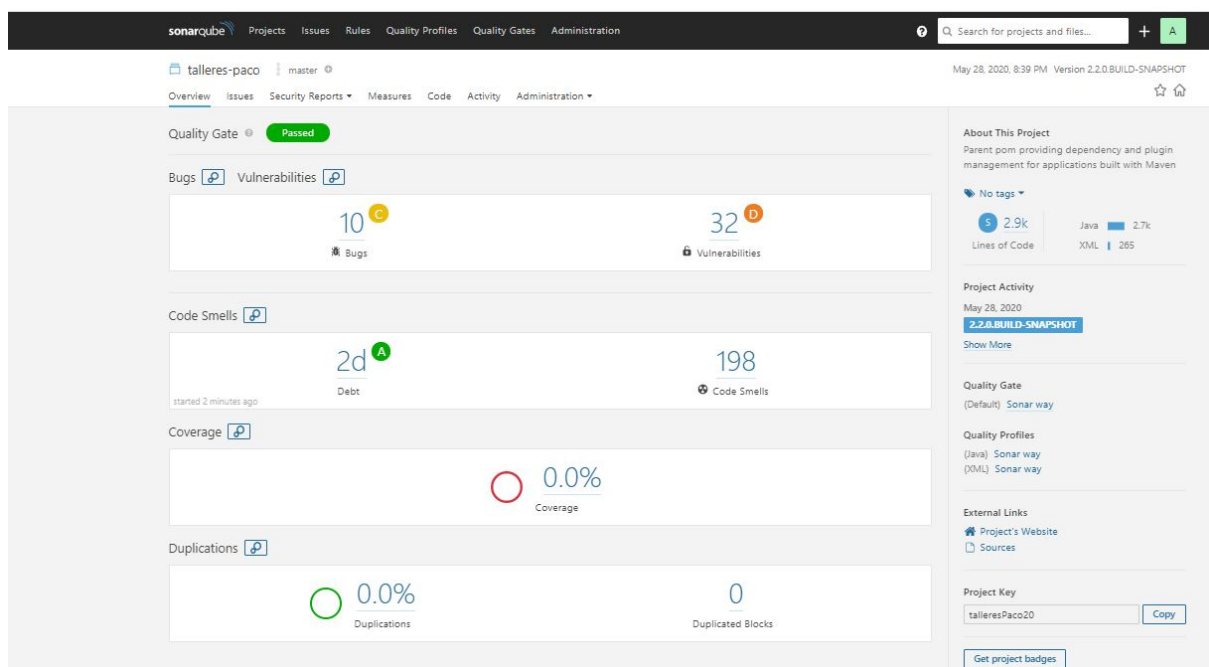 sonarqube Projects Issues Rules Quality Profiles Quality Gates Administration
? Search for projects and files... + A
talleres-paco master
May 28, 2020, 8:39 PM Version 2.2.0.BUILD-SNAPSHOT
Overview Issues Security Reports Measures Code Activity Administration
Quality Gate Passed
Bugs Vulnerabilities
10 C
Bugs
32 D
Vulnerabilities
Code Smells
2d A
Debt
started 2 minutes ago
198
Code Smells
Coverage
0.0%
Coverage
Duplications
0.0%
Duplications
0
Duplicated Blocks
About This Project
Parent pom providing dependency and plugin
management for applications built with Maven
No tags
S 2.9k
Lines of Code
Java 2.7k
XML 265
Project Activity
May 28, 2020
2.2.0.BUILD-SNAPSHOT
Show More
Quality Gate
(Default) Sonar way
Quality Profiles
(Java) Sonar way
(XML) Sonar way
External Links
Project's Website
Sources
Project Key
talleresPaco20 Copy
Get project badges